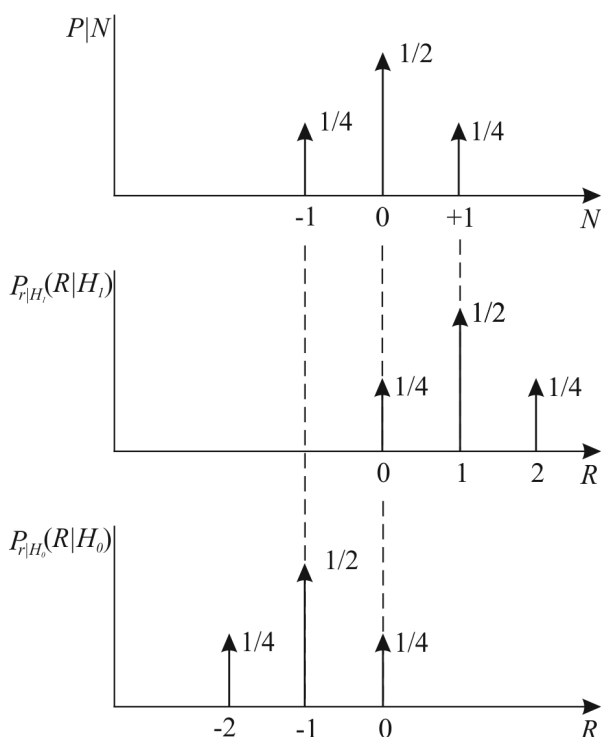 P|N
1/4
1/2
1/4
-1 0 +1 N
P_{r|H_1}(R|H_1)
1/4
1/2
1/4
0 1 2 R
P_{r|H_0}(R|H_0)
1/4
1/2
1/4
-2 -1 0 R